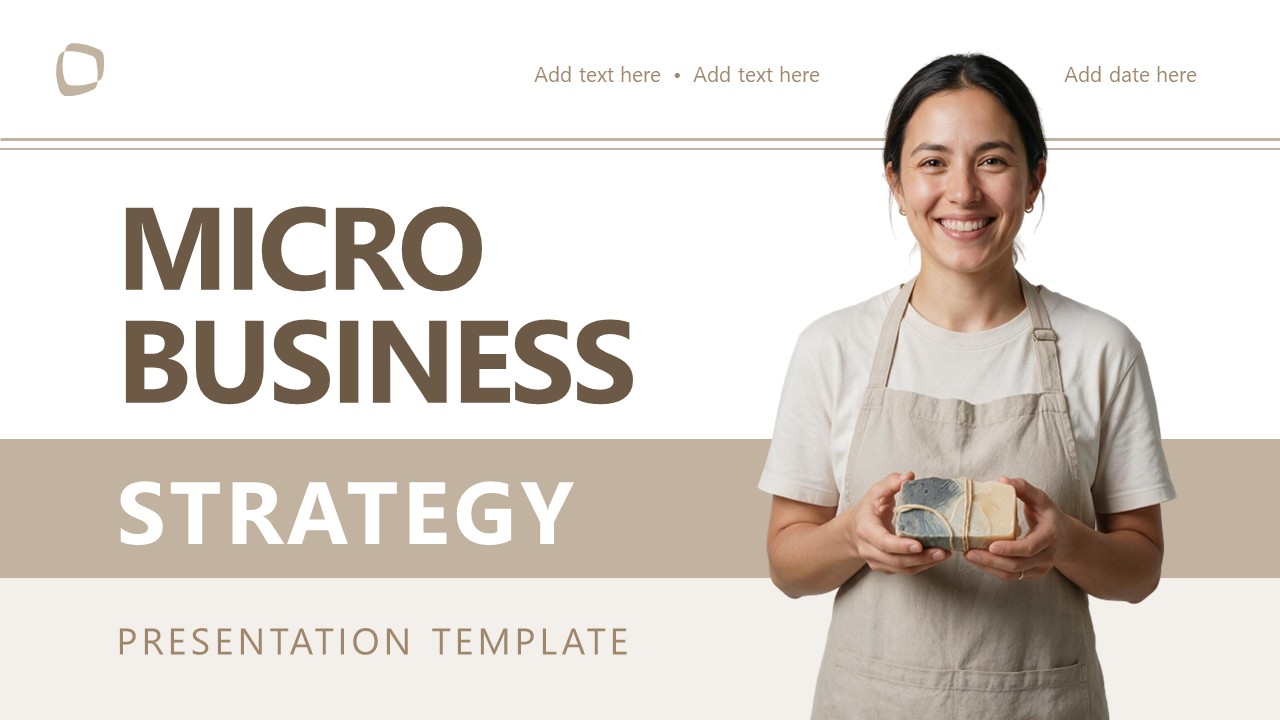 Add text here • Add text here
Add date here
MICRO
BUSINESS
STRATEGY
PRESENTATION TEMPLATE